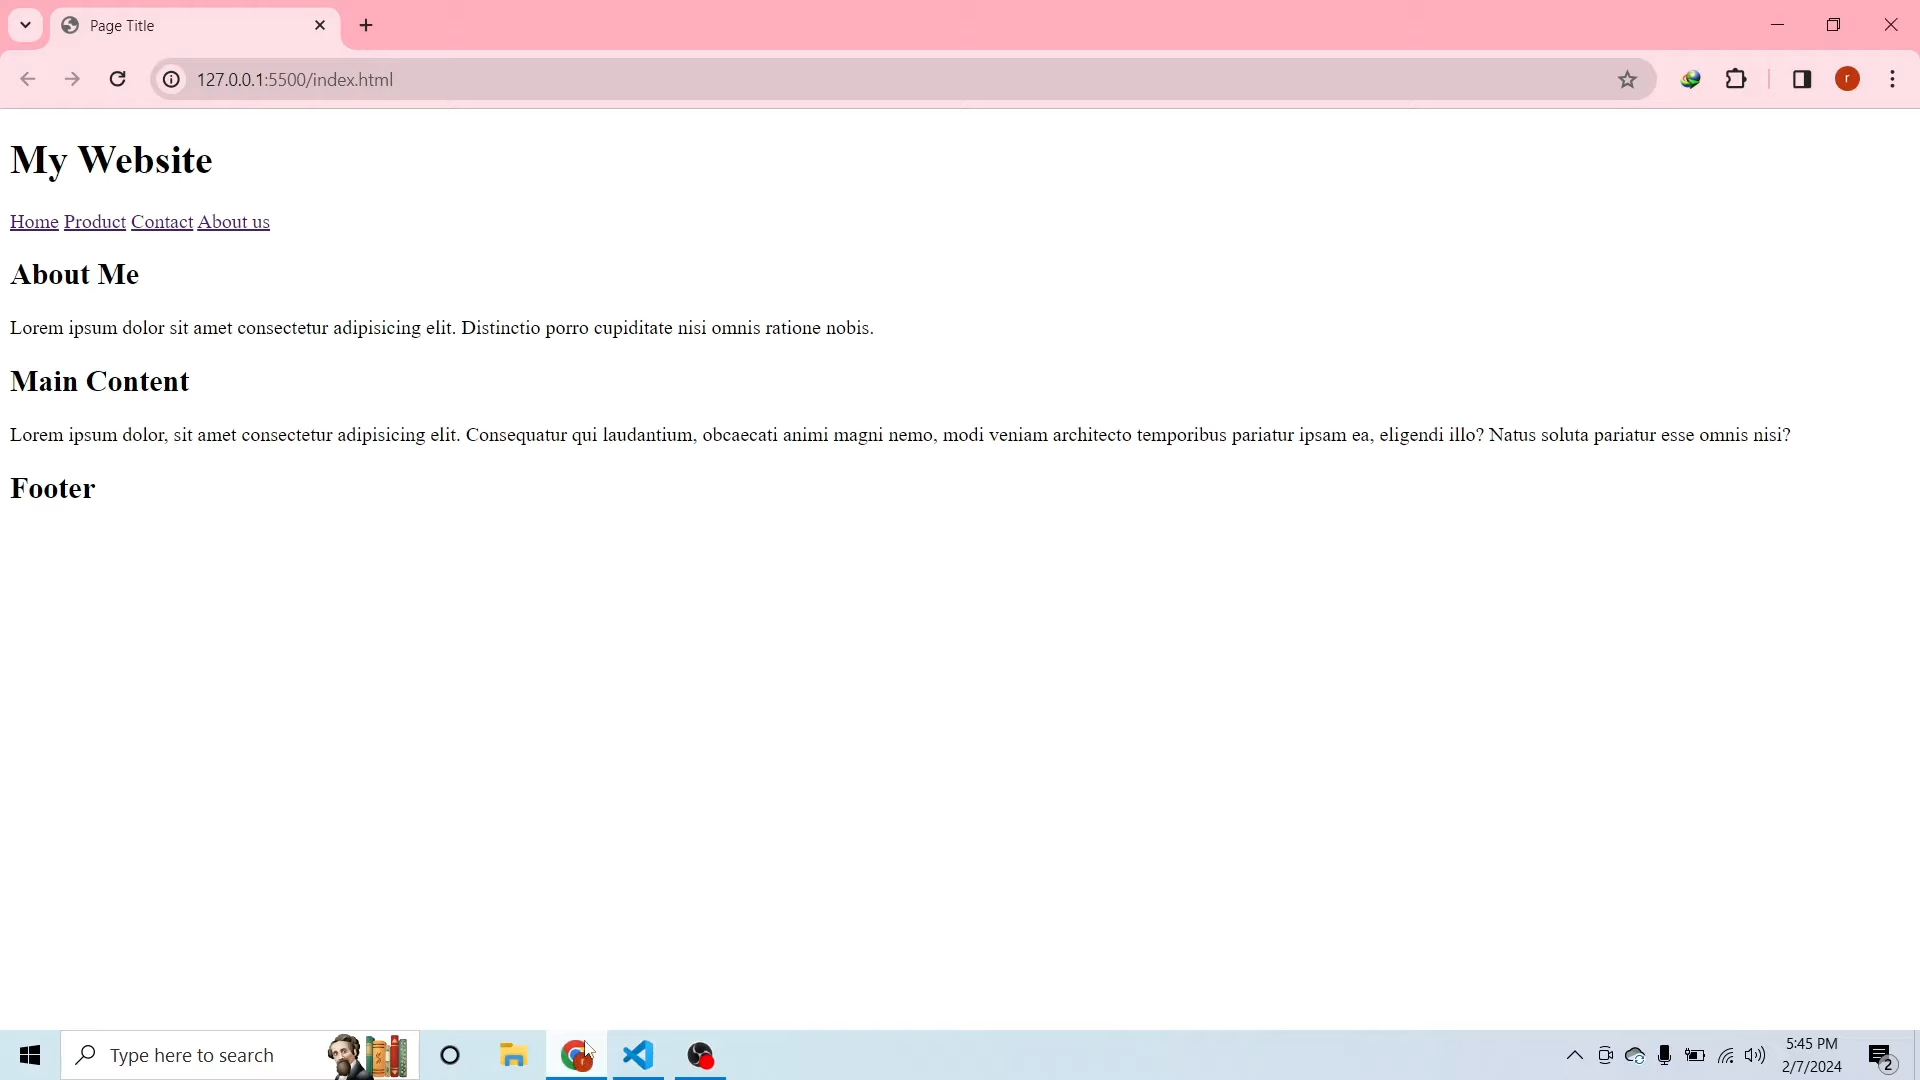 Page Title
127.0.0.1:5500/index.html
r
My Website
Home Product Contact About us
About Me
Lorem ipsum dolor sit amet consectetur adipisicing elit. Distinctio porro cupiditate nisi omnis ratione nobis.
Main Content
Lorem ipsum dolor, sit amet consectetur adipisicing elit. Consequatur qui laudantium, obcaecati animi magni nemo, modi veniam architecto temporibus pariatur ipsam ea, eligendi illo? Natus soluta pariatur esse omnis nisi?
Footer
Type here to search
5:45 PM
2/7/2024
2